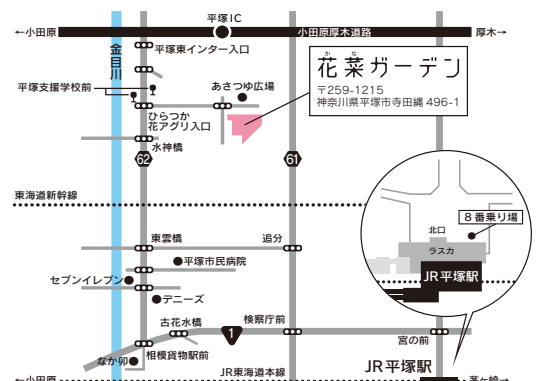 平塚IC
←小田原
小田原厚木道路
厚木→
金目川
平塚東インター入口
か な
花菜ガーデン
〒259-1215
神奈川県平塚市寺田縄 496-1
平塚支援学校前
あさつゆ広場
ひらつか
花アグリ入口
水神橋
62
61
東海道新幹線
8番乗り場
北口
ラスカ
JR平塚駅
東雲橋
追分
平塚市民病院
セブンイレブン
デニーズ
古花水橋
1
検察庁前
宮の前
なか卯
相模貨物駅前
JR平塚駅
←小田原
JR東海道本線
茅ヶ崎→